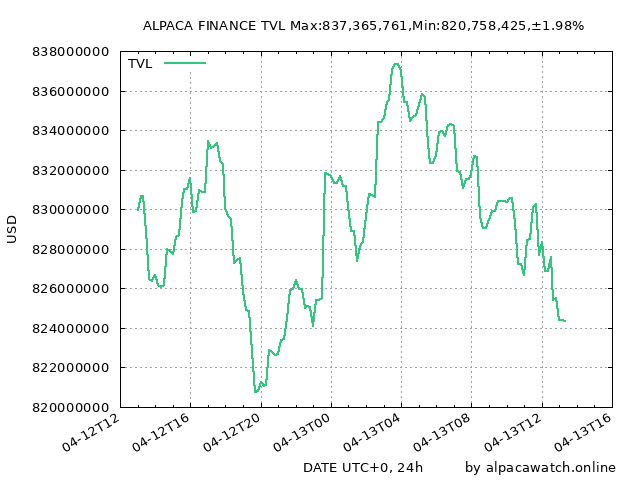 ALPACA FINANCE TVL Max:837,365,761,Min:820,758,425,±1.98%
TVL
838000000
836000000
834000000
832000000
830000000
828000000
826000000
824000000
822000000
820000000
USD
04-12T12
04-12T16
04-12T20
04-13T00
04-13T04
04-13T08
04-13T12
04-13T16
DATE UTC+0, 24h
by alpacawatch.online